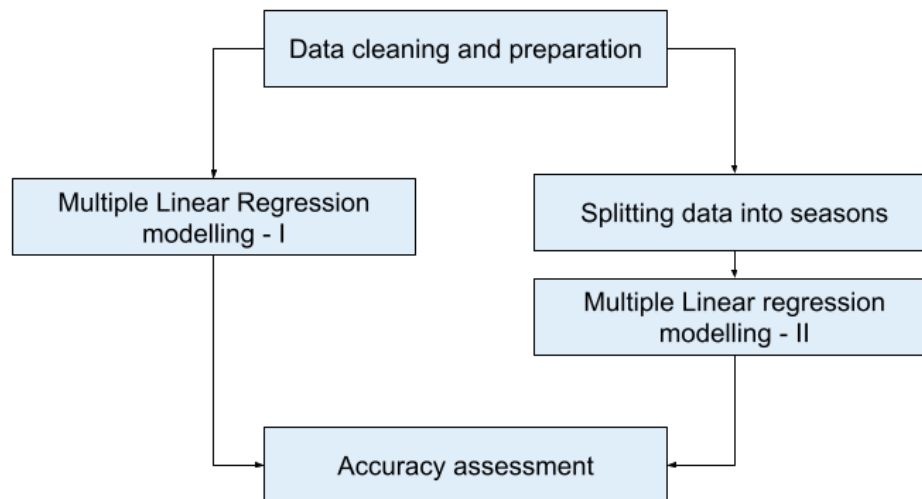 Data cleaning and preparation
Multiple Linear Regression
modelling - I
Splitting data into seasons
Multiple Linear regression
modelling - II
Accuracy assessment